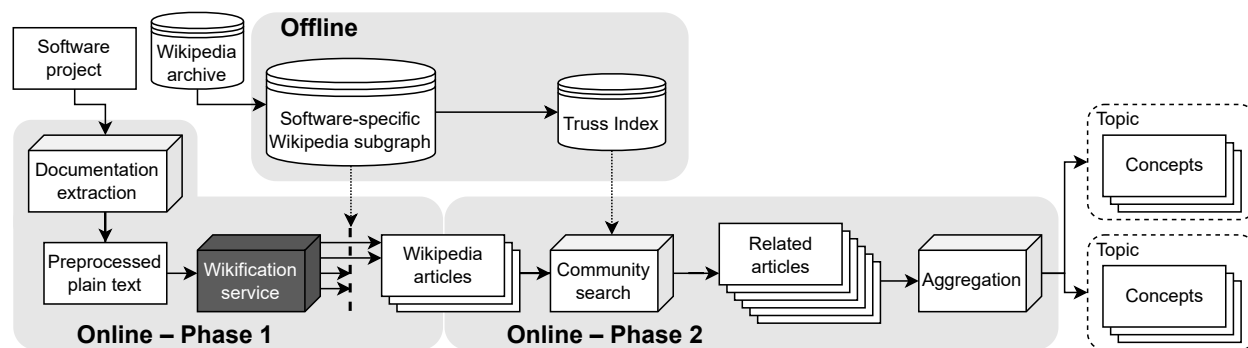 Offline
Software
project
Wikipedia
archive
Software-specific
Wikipedia subgraph
Truss Index
Documentation
extraction
Preprocessed
plain text
Wikification
service
Wikipedia
articles
Online – Phase 1
Community
search
Related
articles
Aggregation
Online – Phase 2
Topic
Concepts
Topic
Concepts